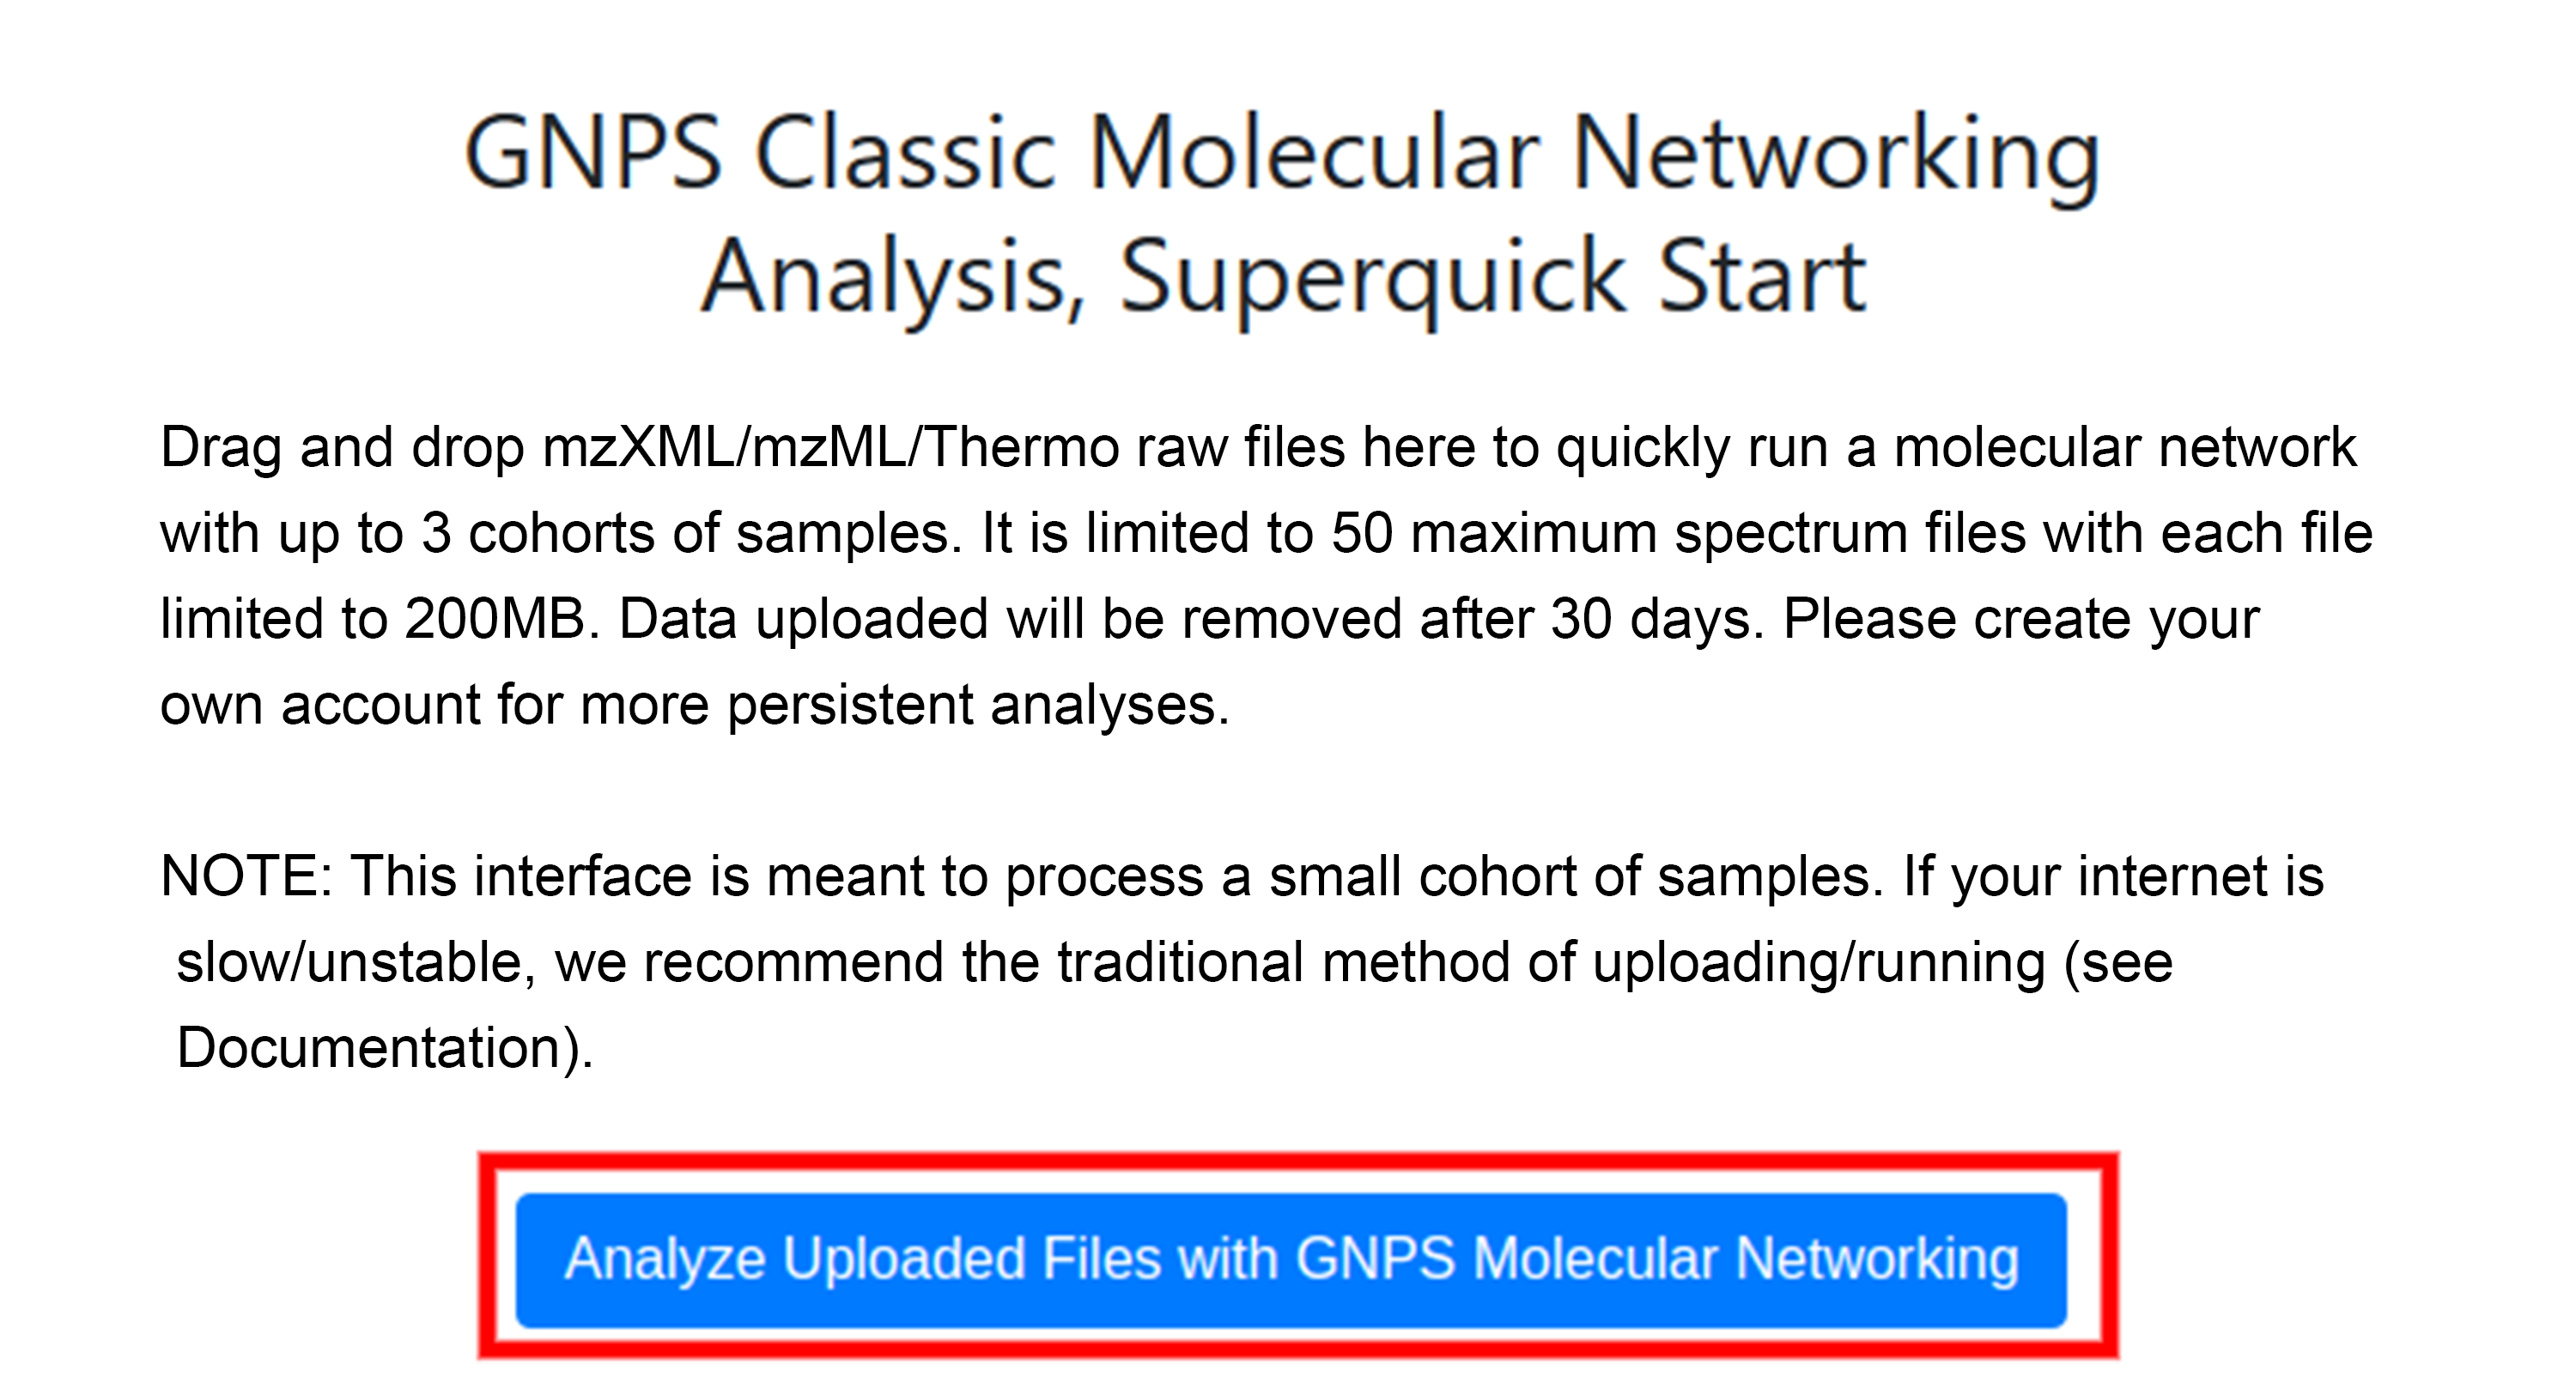 GNPS Classic Molecular Networking
Analysis, Superquick Start
Drag and drop mzXML/mzML/Thermo raw files here to quickly run a molecular network
with up to 3 cohorts of samples. It is limited to 50 maximum spectrum files with each file
limited to 200MB. Data uploaded will be removed after 30 days. Please create your
own account for more persistent analyses.
NOTE: This interface is meant to process a small cohort of samples. If your internet is
slow/unstable, we recommend the traditional method of uploading/running (see
Documentation).
Analyze Uploaded Files with GNPS Molecular Networking